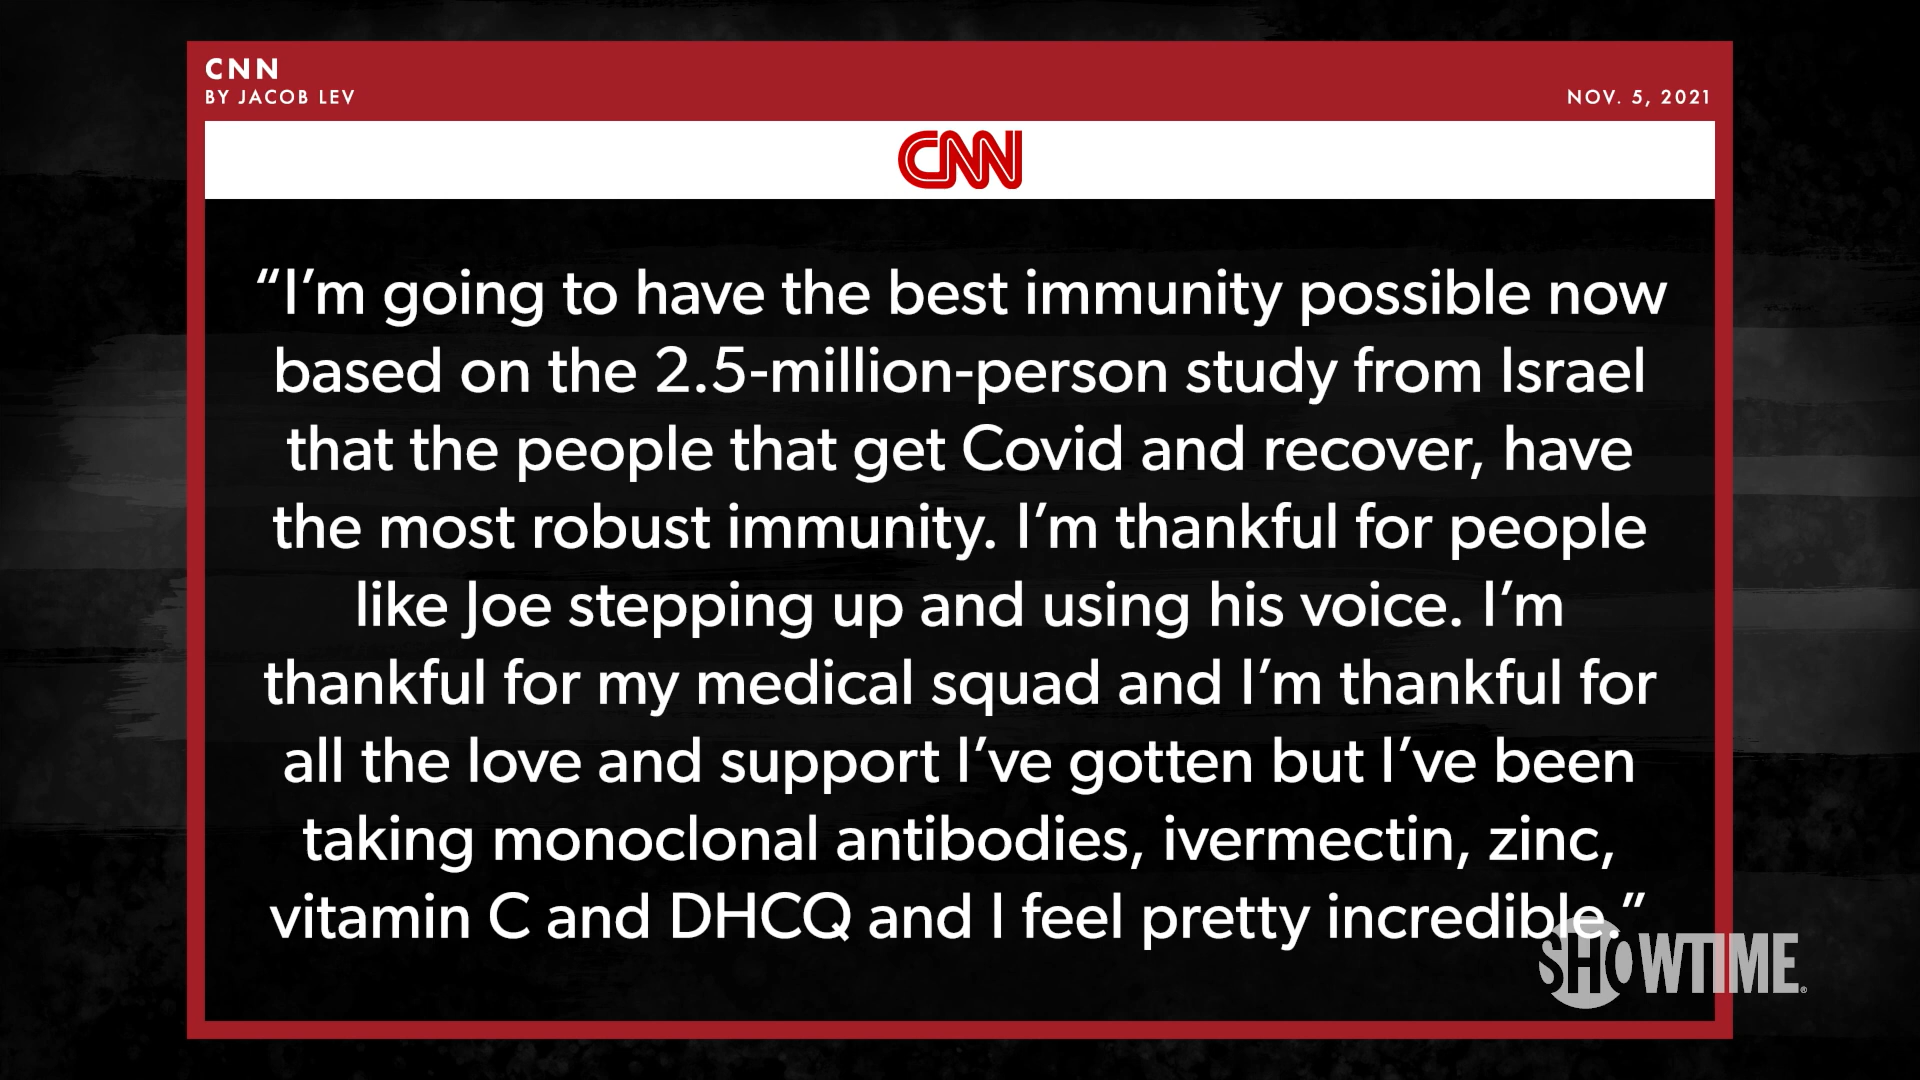 CNN
BY JACOB LEV
NOV. 5, 2021
CNN
“I’m going to have the best immunity possible now
based on the 2.5-million-person study from Israel
that the people that get Covid and recover, have
the most robust immunity. I’m thankful for people
like Joe stepping up and using his voice. I’m
thankful for my medical squad and I’m thankful for
all the love and support I’ve gotten but I’ve been
taking monoclonal antibodies, ivermectin, zinc,
vitamin C and DHCQ and I feel pretty incredible.”
SHOWTIME®